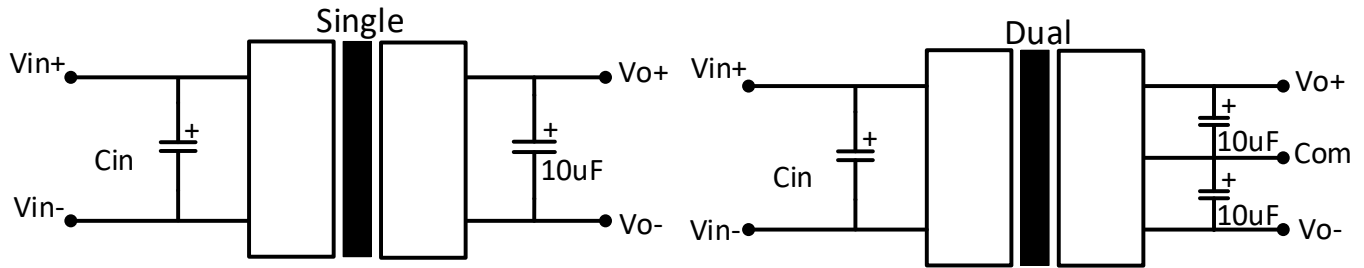 Single
Vin+
Vo+
+
+
Cin
10uF
Vin-
Vo-
Dual
Vin+
Vo+
+
+
10uF
Com
Cin
+
10uF
Vin-
Vo-